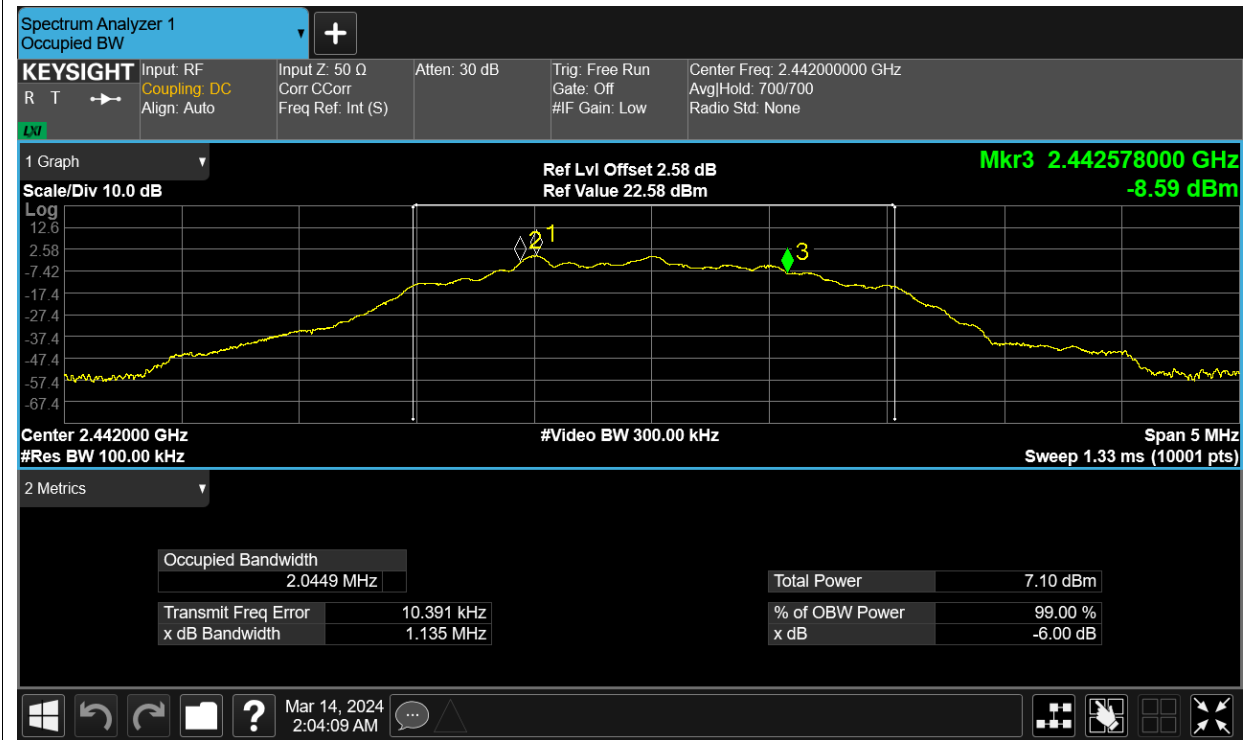 Spectrum Analyzer 1
Occupied BW
KEYSIGHT
R T
LXI
Input: RF
Coupling: DC
Align: Auto
Input Z: 50 Ω
Corr CCorr
Freq Ref: Int (S)
Atten: 30 dB
Trig: Free Run
Gate: Off
#IF Gain: Low
Center Freq: 2.442000000 GHz
Avg|Hold: 700/700
Radio Std: None
1 Graph
Scale/Div 10.0 dB
Ref Lvl Offset 2.58 dB
Ref Value 22.58 dBm
Mkr3 2.442578000 GHz
-8.59 dBm
Log
12.6
2.58
-7.42
-17.4
-27.4
-37.4
-47.4
-57.4
-67.4
2 1
3
Center 2.442000 GHz
#Video BW 300.00 kHz
Span 5 MHz
#Res BW 100.00 kHz
Sweep 1.33 ms (10001 pts)
2 Metrics
Occupied Bandwidth
2.0449 MHz
Total Power 7.10 dBm
Transmit Freq Error 10.391 kHz
% of OBW Power 99.00 %
x dB Bandwidth 1.135 MHz
x dB -6.00 dB
?
Mar 14, 2024
2:04:09 AM